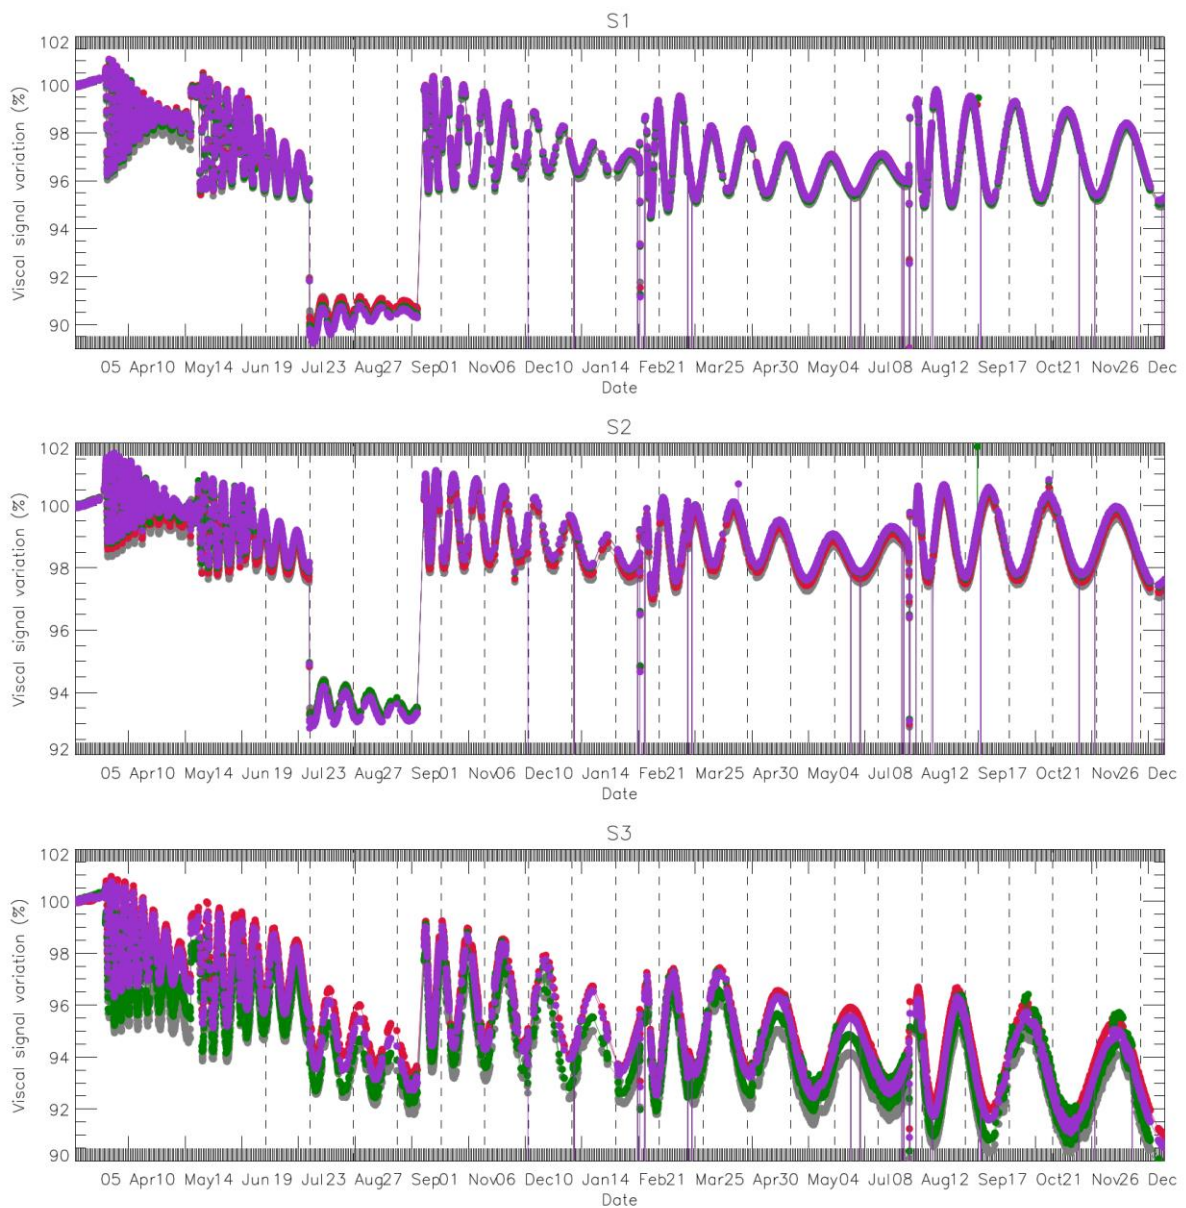 S1
Viscal signal variation (%)
102
100
98
96
94
92
90
05 Apr10 May14 Jun19 Jul23 Aug27 Sep01 Nov06 Dec10 Jan14 Feb21 Mar25 Apr30 May04 Jul08 Aug12 Sep17 Oct21 Nov26 Dec
Date
S2
Viscal signal variation (%)
102
100
98
96
94
92
05 Apr10 May14 Jun19 Jul23 Aug27 Sep01 Nov06 Dec10 Jan14 Feb21 Mar25 Apr30 May04 Jul08 Aug12 Sep17 Oct21 Nov26 Dec
Date
S3
Viscal signal variation (%)
102
100
98
96
94
92
90
05 Apr10 May14 Jun19 Jul23 Aug27 Sep01 Nov06 Dec10 Jan14 Feb21 Mar25 Apr30 May04 Jul08 Aug12 Sep17 Oct21 Nov26 Dec
Date